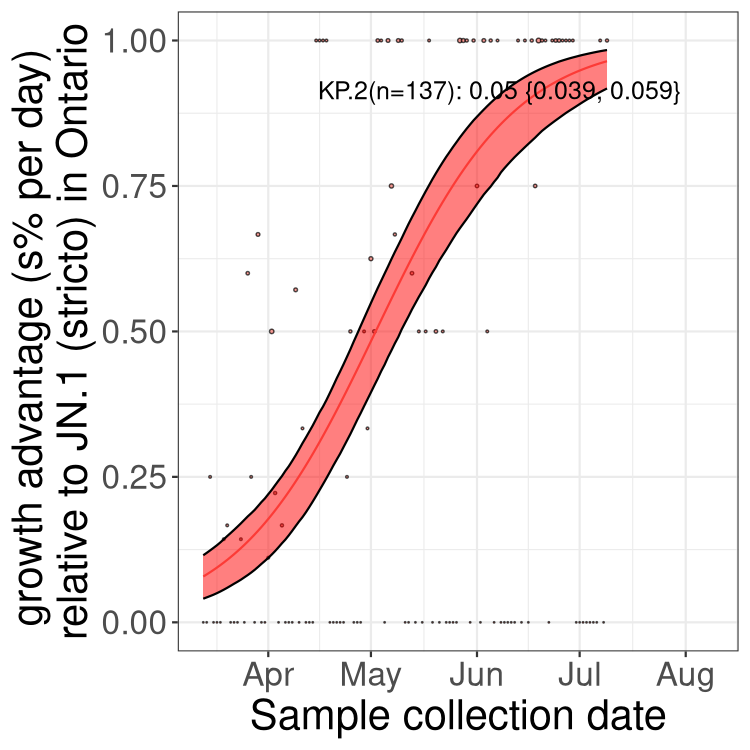 growth advantage (s% per day)
relative to JN.1 (stricto) in Ontario
1.00
0.75
0.50
0.25
0.00
KP.2(n=137): 0.05 {0.039, 0.059}
Apr May Jun Jul Aug
Sample collection date